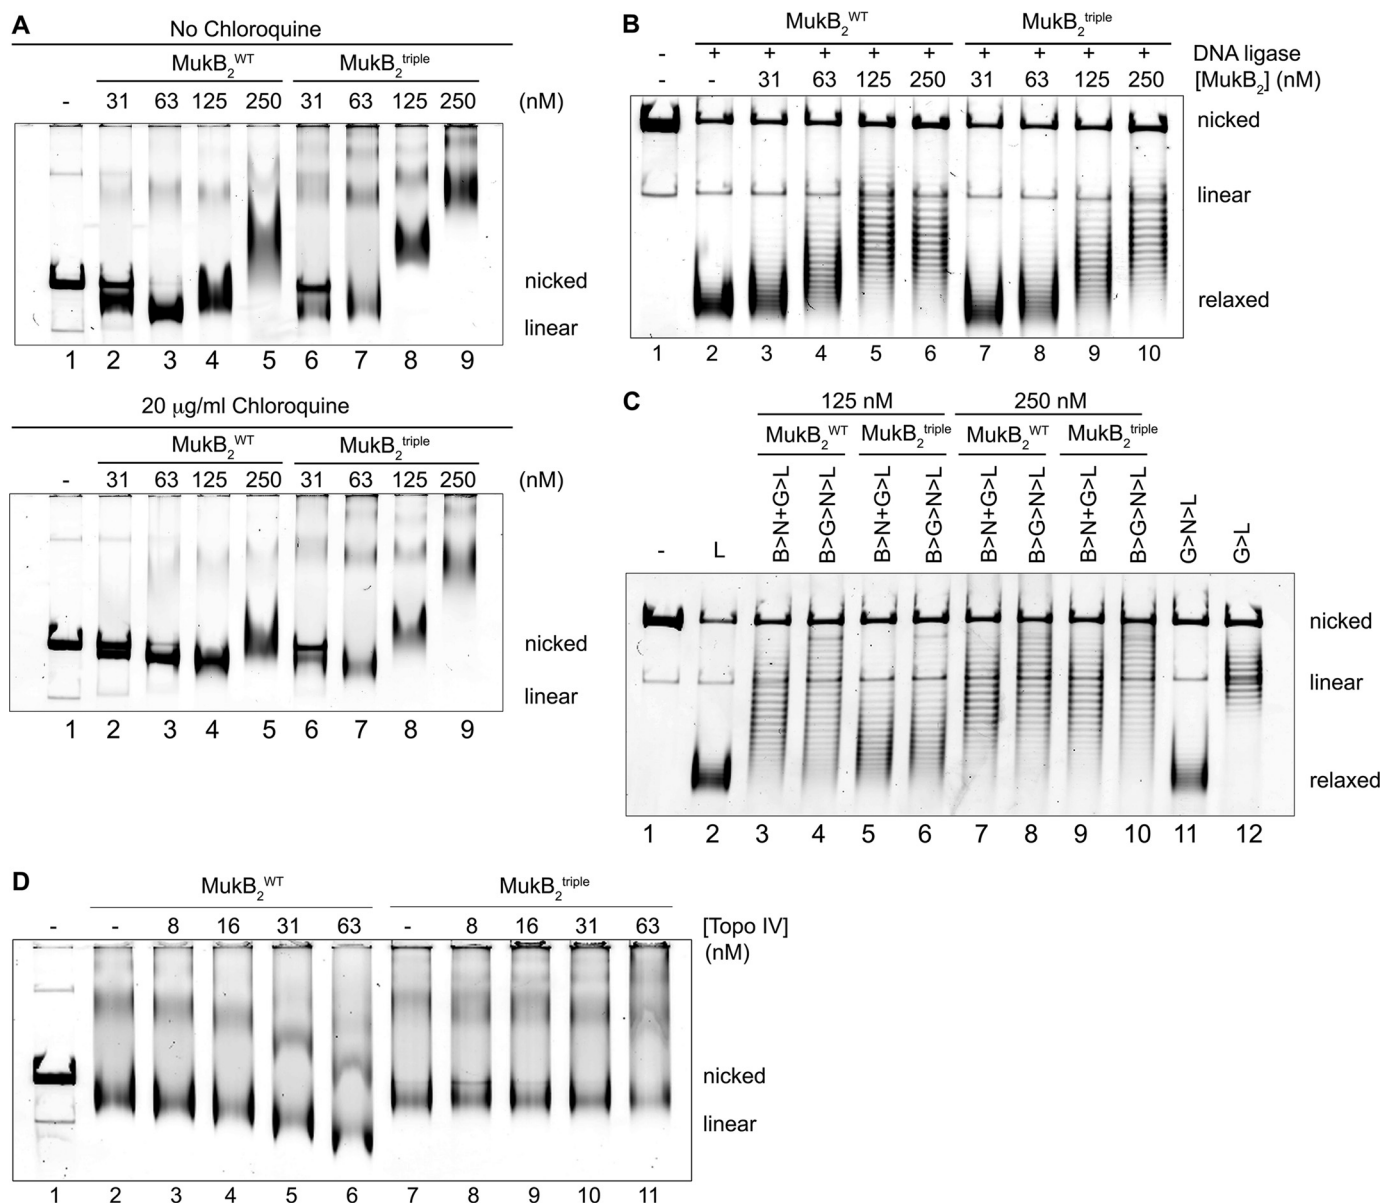 A
No Chloroquine
MukB₂ᵂᵀ MukB₂ᵗʳⁱᵖˡᵉ
- 31 63 125 250 31 63 125 250 (nM)
nicked
linear
1 2 3 4 5 6 7 8 9
20 μg/ml Chloroquine
MukB₂ᵂᵀ MukB₂ᵗʳⁱᵖˡᵉ
- 31 63 125 250 31 63 125 250 (nM)
nicked
linear
1 2 3 4 5 6 7 8 9
B
MukB₂ᵂᵀ MukB₂ᵗʳⁱᵖˡᵉ
- + + + + + + + + + DNA ligase
- - 31 63 125 250 31 63 125 250 [MukB₂] (nM)
nicked
linear
relaxed
1 2 3 4 5 6 7 8 9 10
C
125 nM 250 nM
MukB₂ᵂᵀ MukB₂ᵗʳⁱᵖˡᵉ MukB₂ᵂᵀ MukB₂ᵗʳⁱᵖˡᵉ
- L B>N+G>L B>G>N>L B>N+G>L B>G>N>L B>N+G>L B>G>N>L B>N+G>L B>G>N>L G>N>L G>L
nicked
linear
relaxed
1 2 3 4 5 6 7 8 9 10 11 12
D
MukB₂ᵂᵀ MukB₂ᵗʳⁱᵖˡᵉ
- - 8 16 31 63 - 8 16 31 63 [Topo IV]
(nM)
nicked
linear
1 2 3 4 5 6 7 8 9 10 11